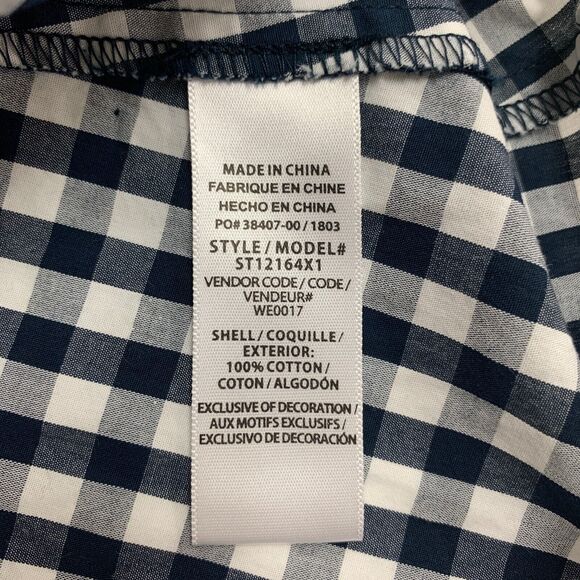 MADE IN CHINA
FABRIQUE EN CHINE
HECHO EN CHINA
PO# 38407-00 / 1803
STYLE / MODEL#
ST12164X1
VENDOR CODE / CODE /
VENDEUR#
WE0017
SHELL / COQUILLE /
EXTERIOR:
100% COTTON /
COTON / ALGODÓN
EXCLUSIVE OF DECORATION /
AUX MOTIFS EXCLUSIFS /
EXCLUSIVO DE DECORACIÓN